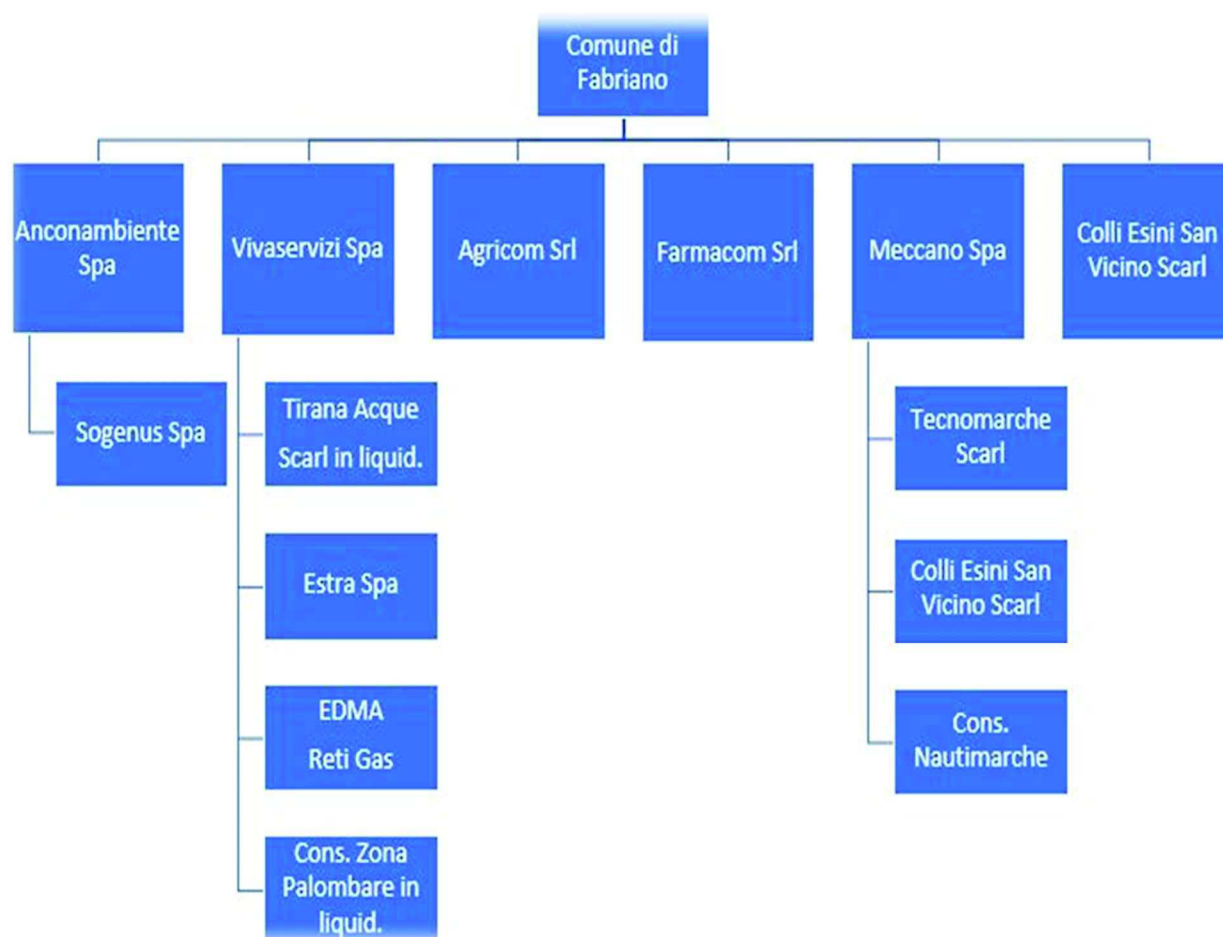 Comune di
Fabriano
Anconambiente
Spa
Vivaservizi Spa
Agricom Srl
Farmacom Srl
Meccano Spa
Colli Esini San
Vicino Scarl
Sogenus Spa
Tirana Acque
Scarl in liquid.
Estra Spa
EDMA
Reti Gas
Cons. Zona
Palombare in
liquid.
Tecnomarche
Scarl
Colli Esini San
Vicino Scarl
Cons.
Nautimarche